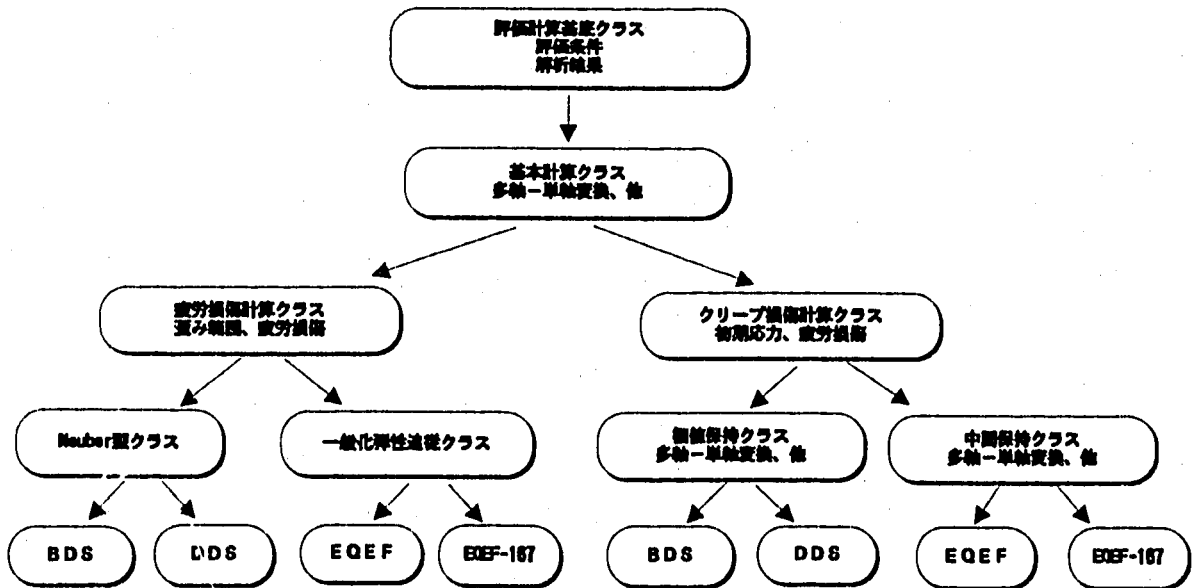 評価計算基底クラス
評価条件
解析結果
基本計算クラス
多軸－単軸変換、他
疲労損傷計算クラス
歪み範囲、疲労損傷
クリープ損傷計算クラス
初期応力、疲労損傷
Neuber型クラス
一般化弾性追従クラス
保持クラス
多軸－単軸変換、他
中間保持クラス
多軸－単軸変換、他
BDS
DDS
EQEF
EQEF-167
BDS
DDS
EQEF
EQEF-167